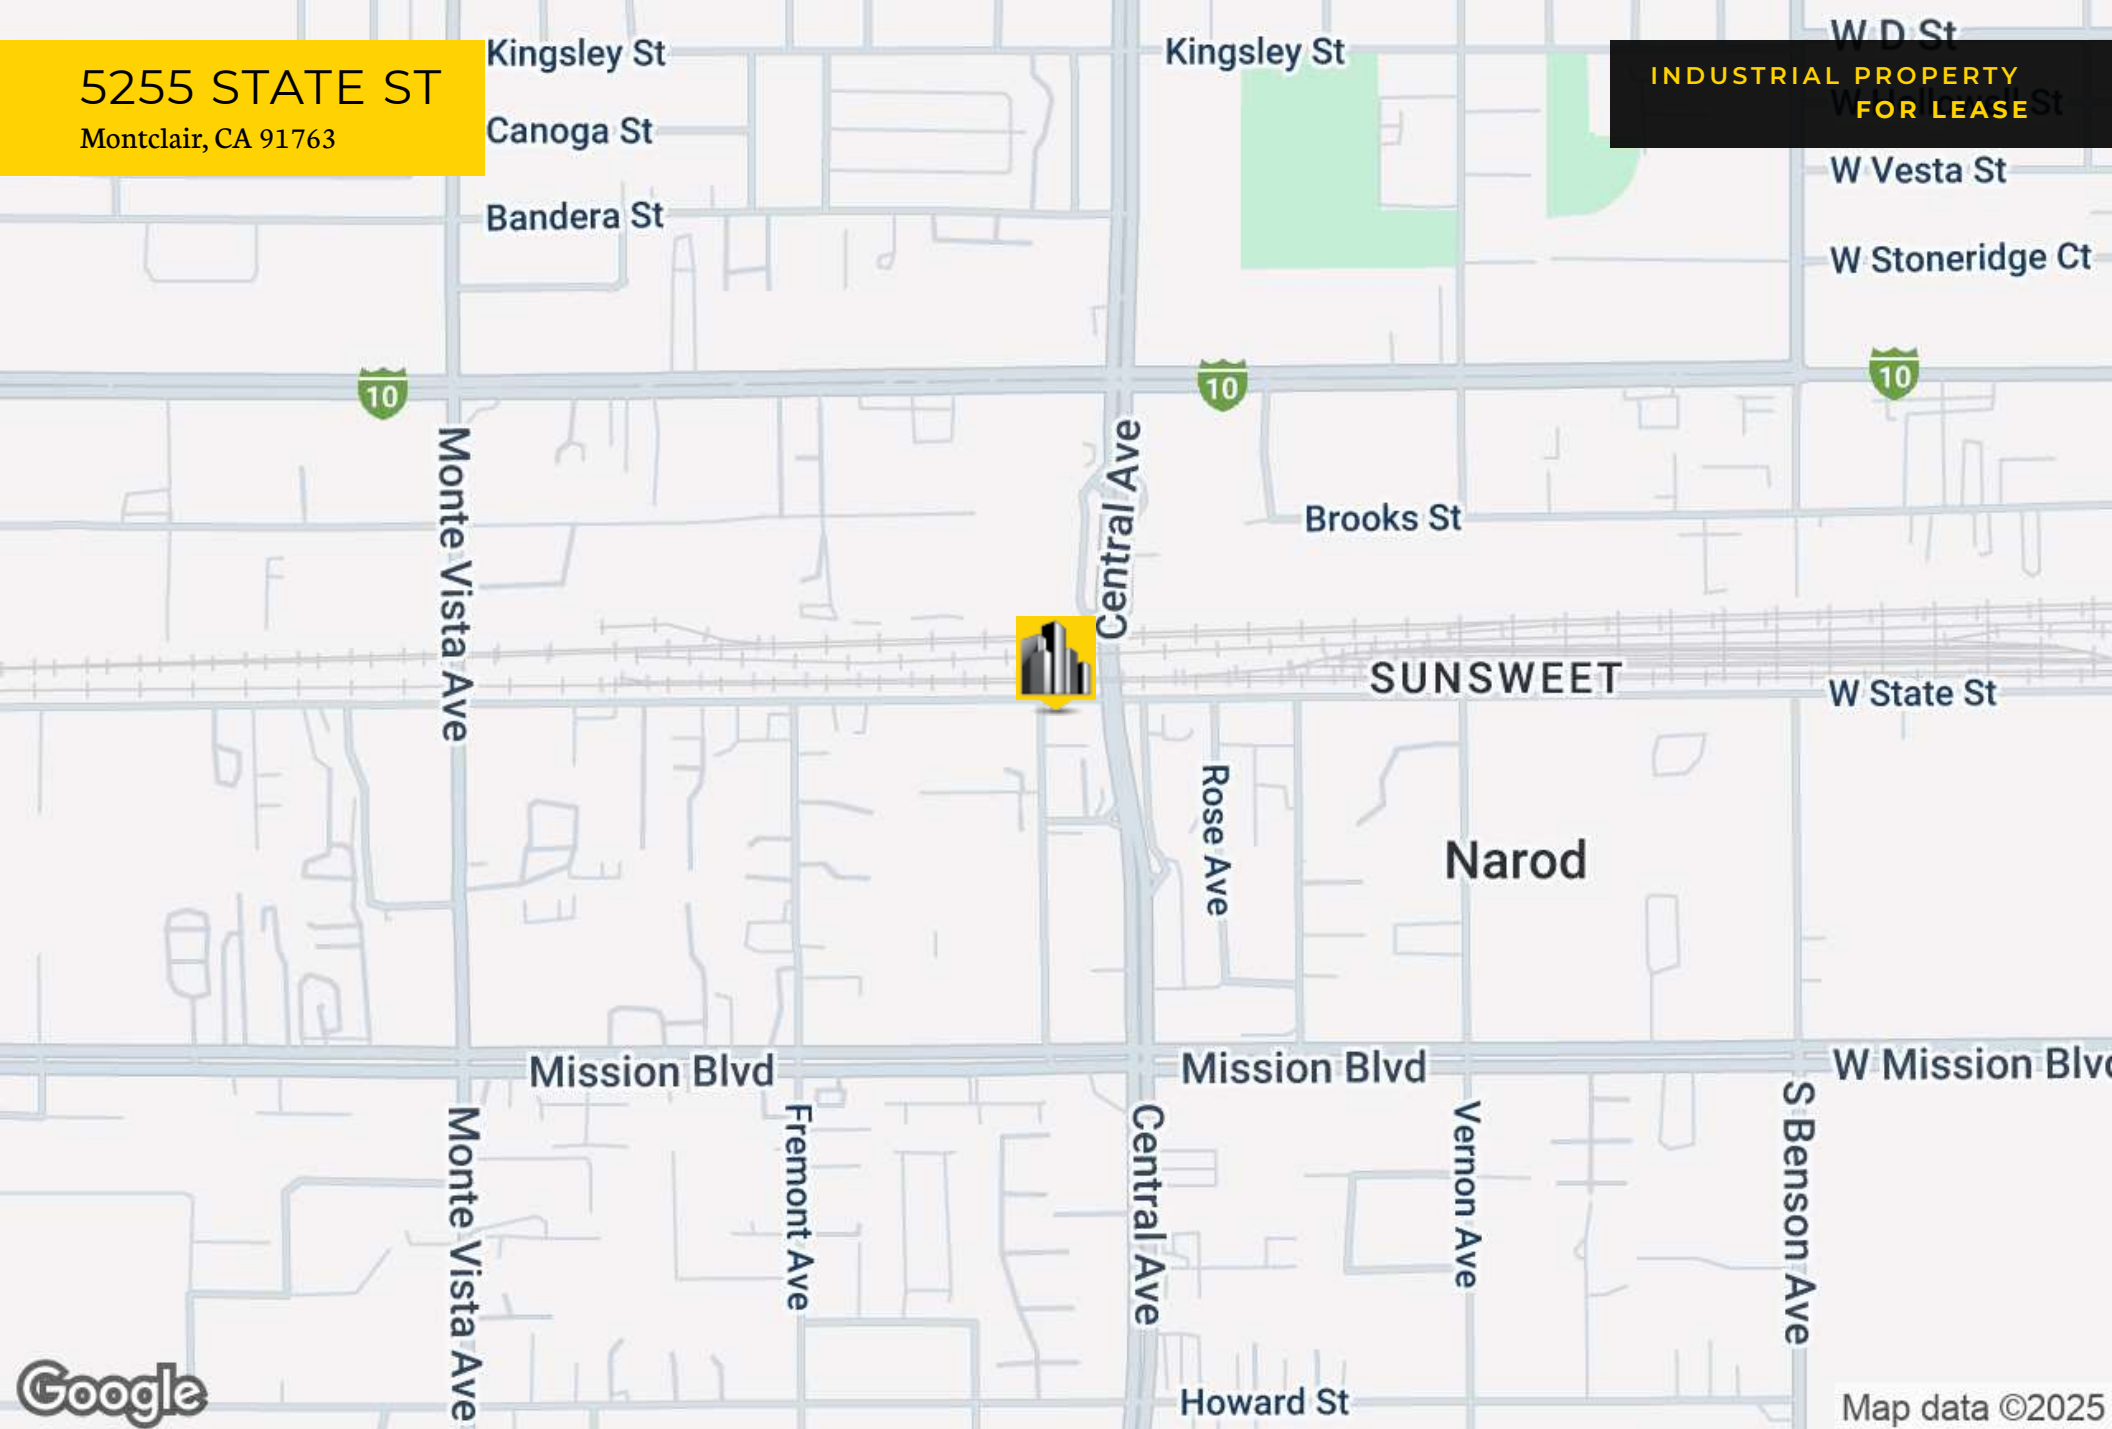 5255 STATE ST
Montclair, CA 91763
INDUSTRIAL PROPERTY
FOR LEASE
Kingsley St
Kingsley St
W D St
Canoga St
W Hollowell St
W Vesta St
Bandera St
W Stoneridge Ct
10
10
10
Monte Vista Ave
Central Ave
Brooks St
SUNSWEET
W State St
Rose Ave
Narod
Mission Blvd
Mission Blvd
W Mission Blvd
Monte Vista Ave
Fremont Ave
Central Ave
Vernon Ave
S Benson Ave
Howard St
Google
Map data ©2025